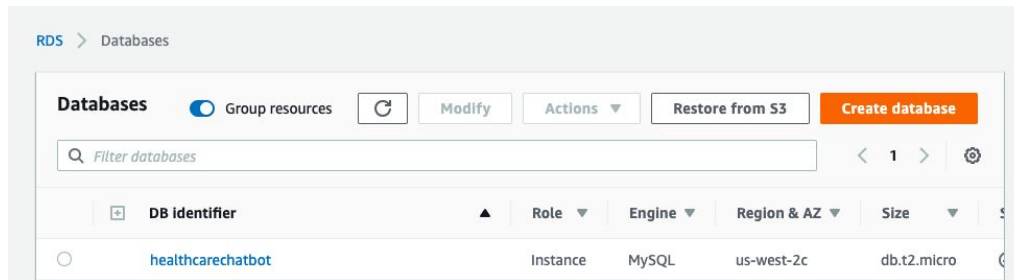 RDS > Databases
Databases Group resources Modify Actions Restore from S3 Create database
Filter databases < 1 >
DB identifier Role Engine Region & AZ Size
healthcarechatbot Instance MySQL us-west-2c db.t2.micro